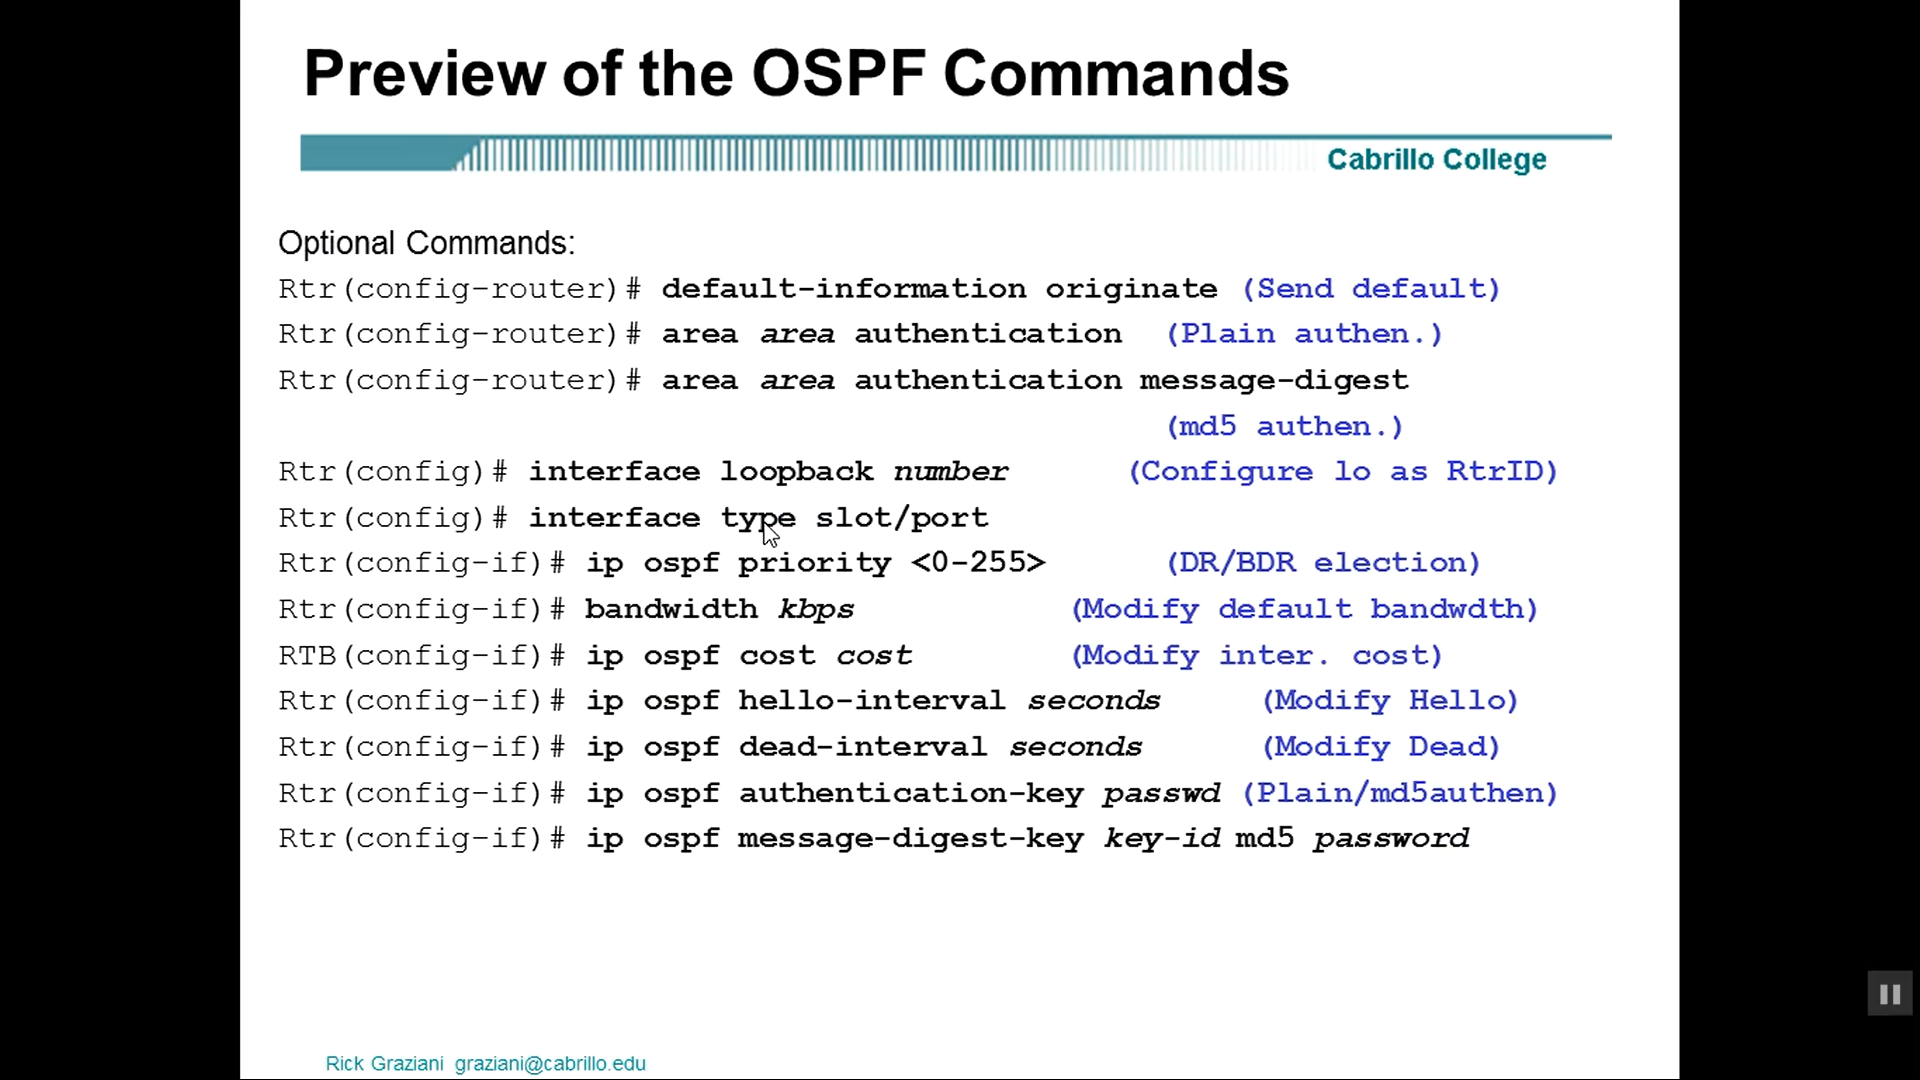 Preview of the OSPF Commands
Cabrillo College
Optional Commands:
Rtr(config-router)# default-information originate (Send default)
Rtr(config-router)# area area authentication (Plain authen.)
Rtr(config-router)# area area authentication message-digest
(md5 authen.)
Rtr(config)# interface loopback number (Configure lo as RtrID)
Rtr(config)# interface type slot/port
Rtr(config-if)# ip ospf priority <0-255> (DR/BDR election)
Rtr(config-if)# bandwidth kbps (Modify default bandwdth)
RTB(config-if)# ip ospf cost cost (Modify inter. cost)
Rtr(config-if)# ip ospf hello-interval seconds (Modify Hello)
Rtr(config-if)# ip ospf dead-interval seconds (Modify Dead)
Rtr(config-if)# ip ospf authentication-key passwd (Plain/md5authen)
Rtr(config-if)# ip ospf message-digest-key key-id md5 password
Rick Graziani graziani@cabrillo.edu